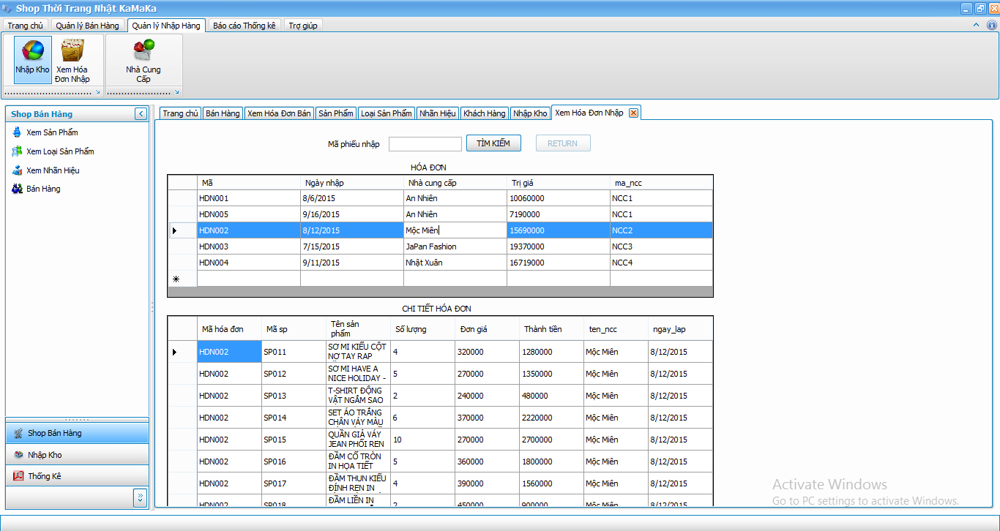 Shop Thời Trang Nhật KaMaKa
Trang chủ Quản lý Bán Hàng Quản lý Nhập Hàng Báo cáo Thống kê Trợ giúp
Nhập Kho Xem Hóa Nhà Cung
Đơn Nhập Cấp
Shop Bán Hàng
Xem Sản Phẩm
Xem Loại Sản Phẩm
Xem Nhãn Hiệu
Bán Hàng
Shop Bán Hàng
Nhập Kho
Thống Kê
Trang chủ Bán Hàng Xem Hóa Đơn Bán Sản Phẩm Loại Sản Phẩm Nhãn Hiệu Khách Hàng Nhập Kho Xem Hóa Đơn Nhập
Mã phiếu nhập TÌM KIẾM RETURN
HÓA ĐƠN
Mã Ngày nhập Nhà cung cấp Trị giá ma_ncc
HDN001 8/6/2015 An Nhiên 10060000 NCC1
HDN005 9/16/2015 An Nhiên 7190000 NCC1
HDN002 8/12/2015 Mộc Miên 15690000 NCC2
HDN003 7/15/2015 JaPan Fashion 19370000 NCC3
HDN004 9/11/2015 Nhật Xuân 16719000 NCC4
CHI TIẾT HÓA ĐƠN
Mã hóa đơn Mã sp Tên sản phẩm Số lượng Đơn giá Thành tiền ten_ncc ngay_lap
HDN002 SP011 SƠ MI KIỂU CỘT NỢ TAY RAP 4 320000 1280000 Mộc Miên 8/12/2015
HDN002 SP012 SƠ MI HAVE A NICE HOLIDAY - 5 270000 1350000 Mộc Miên 8/12/2015
HDN002 SP013 T-SHIRT ĐỘNG VẬT NGẮM SAO 2 240000 480000 Mộc Miên 8/12/2015
HDN002 SP014 SET ÁO TRẮNG CHÂN VÁY MÀU 6 370000 2220000 Mộc Miên 8/12/2015
HDN002 SP015 QUẦN GIẢ VÁY JEAN PHỐI REN 10 270000 2700000 Mộc Miên 8/12/2015
HDN002 SP016 ĐẦM CỔ TRÒN IN HỌA TIẾT 5 360000 1800000 Mộc Miên 8/12/2015
HDN002 SP017 ĐẦM THUN KIỂU ĐÍNH REN IN 4 390000 1560000 Mộc Miên 8/12/2015
HDN002 SP018 ĐẦM LIỀN IN 2 450000 900000 Mộc Miên 8/12/2015
Activate Windows
Go to PC settings to activate Windows.